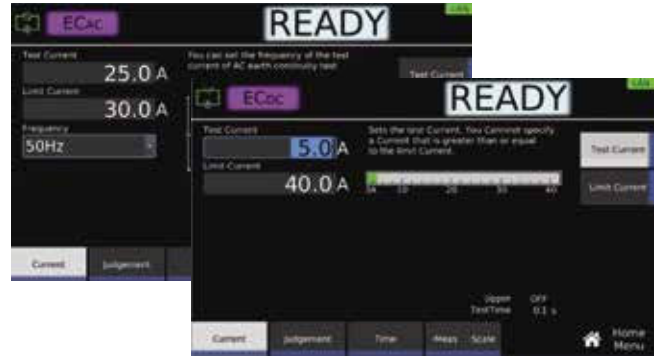 ECAC
READY
LAN
Test Current
25.0 A
Limit Current
30.0 A
Frequency
50Hz
You can set the frequency of the test
current of AC earth continuity test
Test Current
Current
Judgement
ECDC
READY
LAN
Test Current
5.0 A
Limit Current
40.0 A
Sets the test Current. You Cannot specify
a Current that is greater than or equal
to the limit Current.
10 20 30 40
Test Current
Limit Current
Upper OFF
TestTime 0.1 s
Current
Judgement
Time
Meas
Scale
Home
Menu